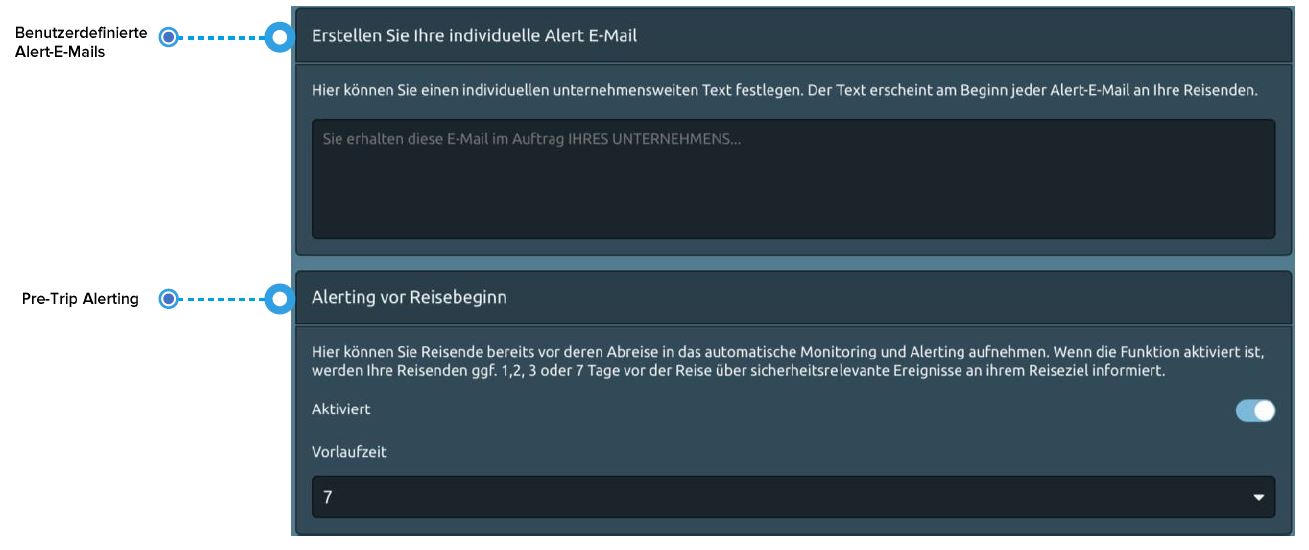 Benutzerdefinierte
Alert-E-Mails
Erstellen Sie Ihre individuelle Alert E-Mail
Hier können Sie einen individuellen unternehmensweiten Text festlegen. Der Text erscheint am Beginn jeder Alert-E-Mail an Ihre Reisenden.
Sie erhalten diese E-Mail im Auftrag IHRES UNTERNEHMENS...
Pre-Trip Alerting
Alerting vor Reisebeginn
Hier können Sie Reisende bereits vor deren Abreise in das automatische Monitoring und Alerting aufnehmen. Wenn die Funktion aktiviert ist,
werden Ihre Reisenden ggf. 1,2, 3 oder 7 Tage vor der Reise über sicherheitsrelevante Ereignisse an ihrem Reiseziel informiert.
Aktiviert
Vorlaufzeit
7